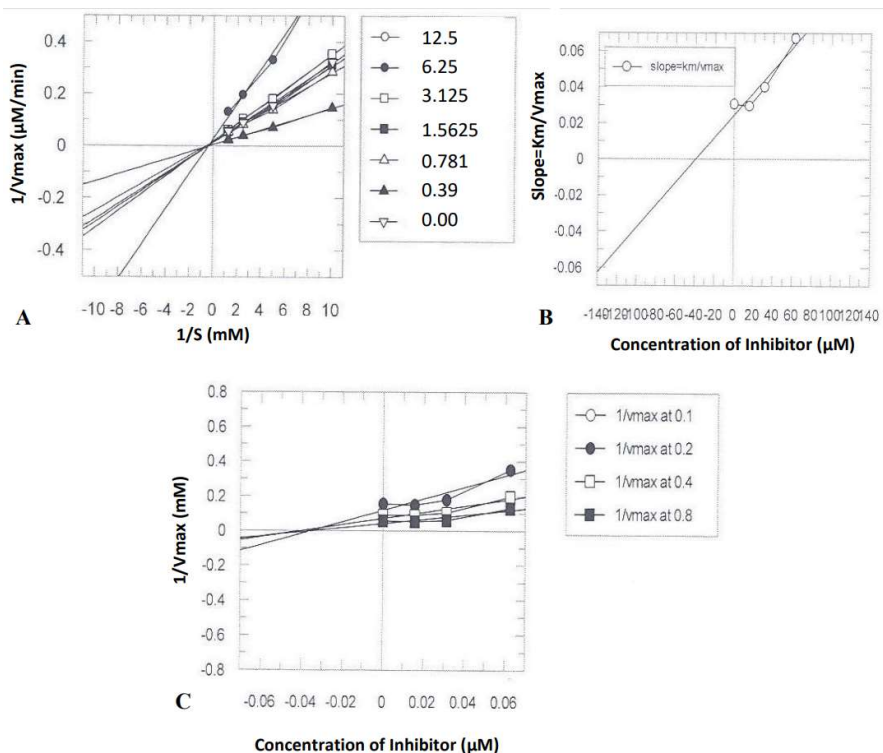 0.4
0.2
0
-0.2
-0.4
1/Vmax (µM/min)
-10 -8 -6 -4 -2 0 2 4 6 8 10
1/S (mM)
A
12.5
6.25
3.125
1.5625
0.781
0.39
0.00
B
0.06
0.04
0.02
0
-0.02
-0.04
-0.06
Slope=Km/Vmax
slope=km/vmax
-140120-100-80-60-40-20 0 20 40 60 80100120140
Concentration of Inhibitor (µM)
0.8
0.6
0.4
0.2
0
-0.2
-0.4
-0.6
-0.8
1/Vmax (mM)
-0.06 -0.04 -0.02 0 0.02 0.04 0.06
C
Concentration of Inhibitor (µM)
1/vmax at 0.1
1/vmax at 0.2
1/vmax at 0.4
1/vmax at 0.8